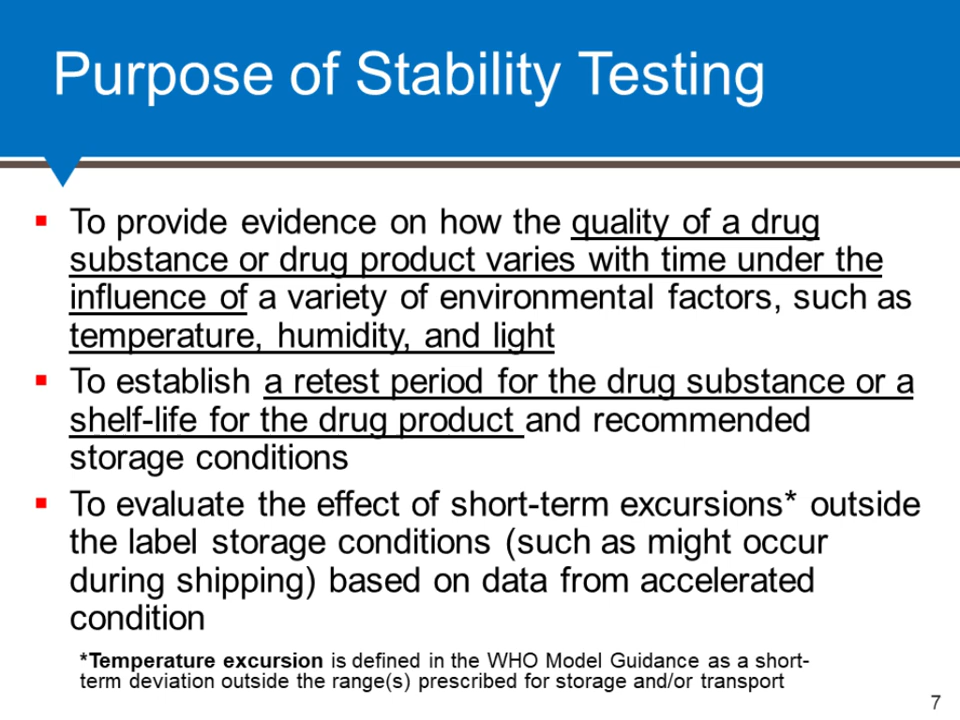 Purpose of Stability Testing
To provide evidence on how the quality of a drug
substance or drug product varies with time under the
influence of a variety of environmental factors, such as
temperature, humidity, and light
To establish a retest period for the drug substance or a
shelf-life for the drug product and recommended
storage conditions
To evaluate the effect of short-term excursions* outside
the label storage conditions (such as might occur
during shipping) based on data from accelerated
condition
*Temperature excursion is defined in the WHO Model Guidance as a short-
term deviation outside the range(s) prescribed for storage and/or transport
7